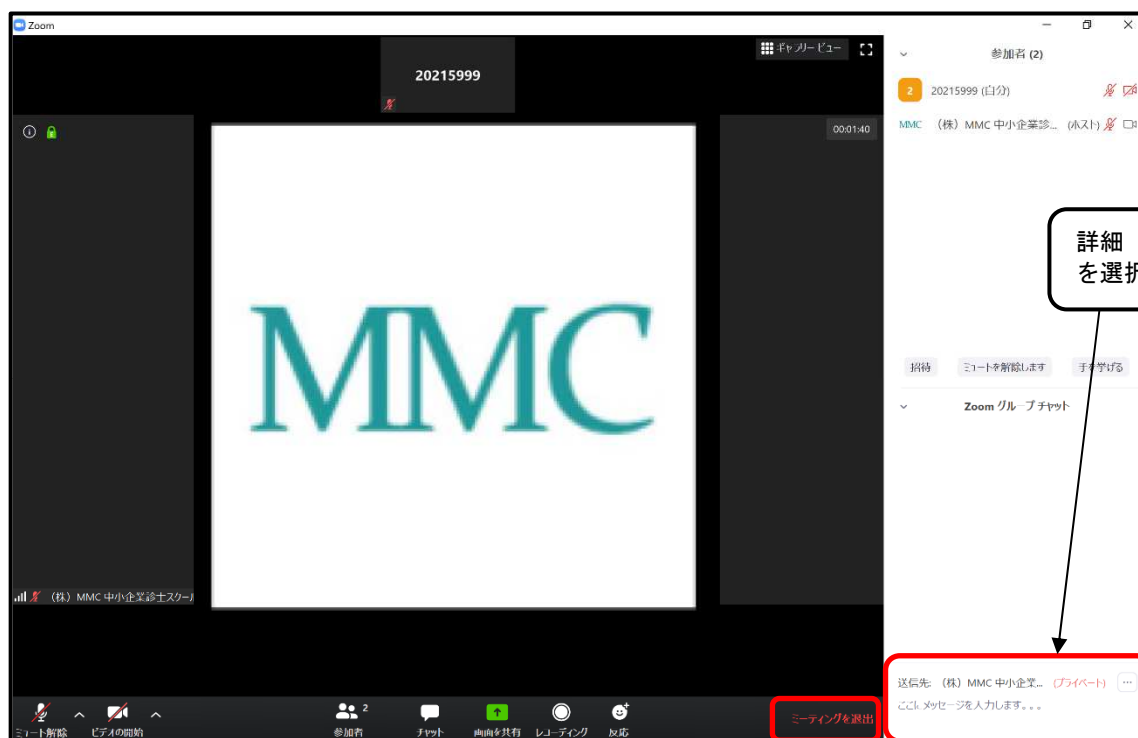 Zoom
20215999
ギャラリービュー
00:01:40
MMC
(株) MMC 中小企業診士スクール
参加者 (2)
2 20215999 (自分)
MMC (株) MMC 中小企業診... (ホスト)
詳細
を選択
招待 ミュートを解除します 手を挙げる
Zoom グループ チャット
送信先: (株) MMC 中小企業... (プライベート) ...
ここにメッセージを入力します。。。
ミュート解除 ビデオの開始 参加者 2 チャット 画面を共有 レコーディング 反応 ミーティングを退出